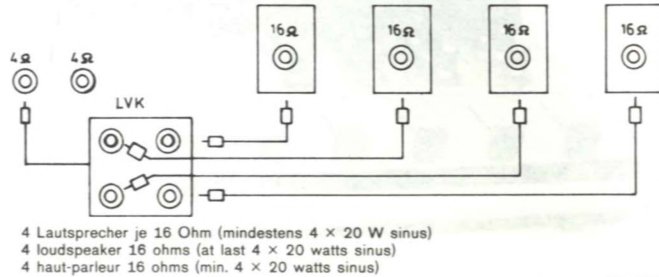 16Ω 16Ω 16Ω 16Ω
4Ω 4Ω
LVK
4 Lautsprecher je 16 Ohm (mindestens 4 × 20 W sinus)
4 loudspeaker 16 ohms (at last 4 × 20 watts sinus)
4 haut-parleur 16 ohms (min. 4 × 20 watts sinus)